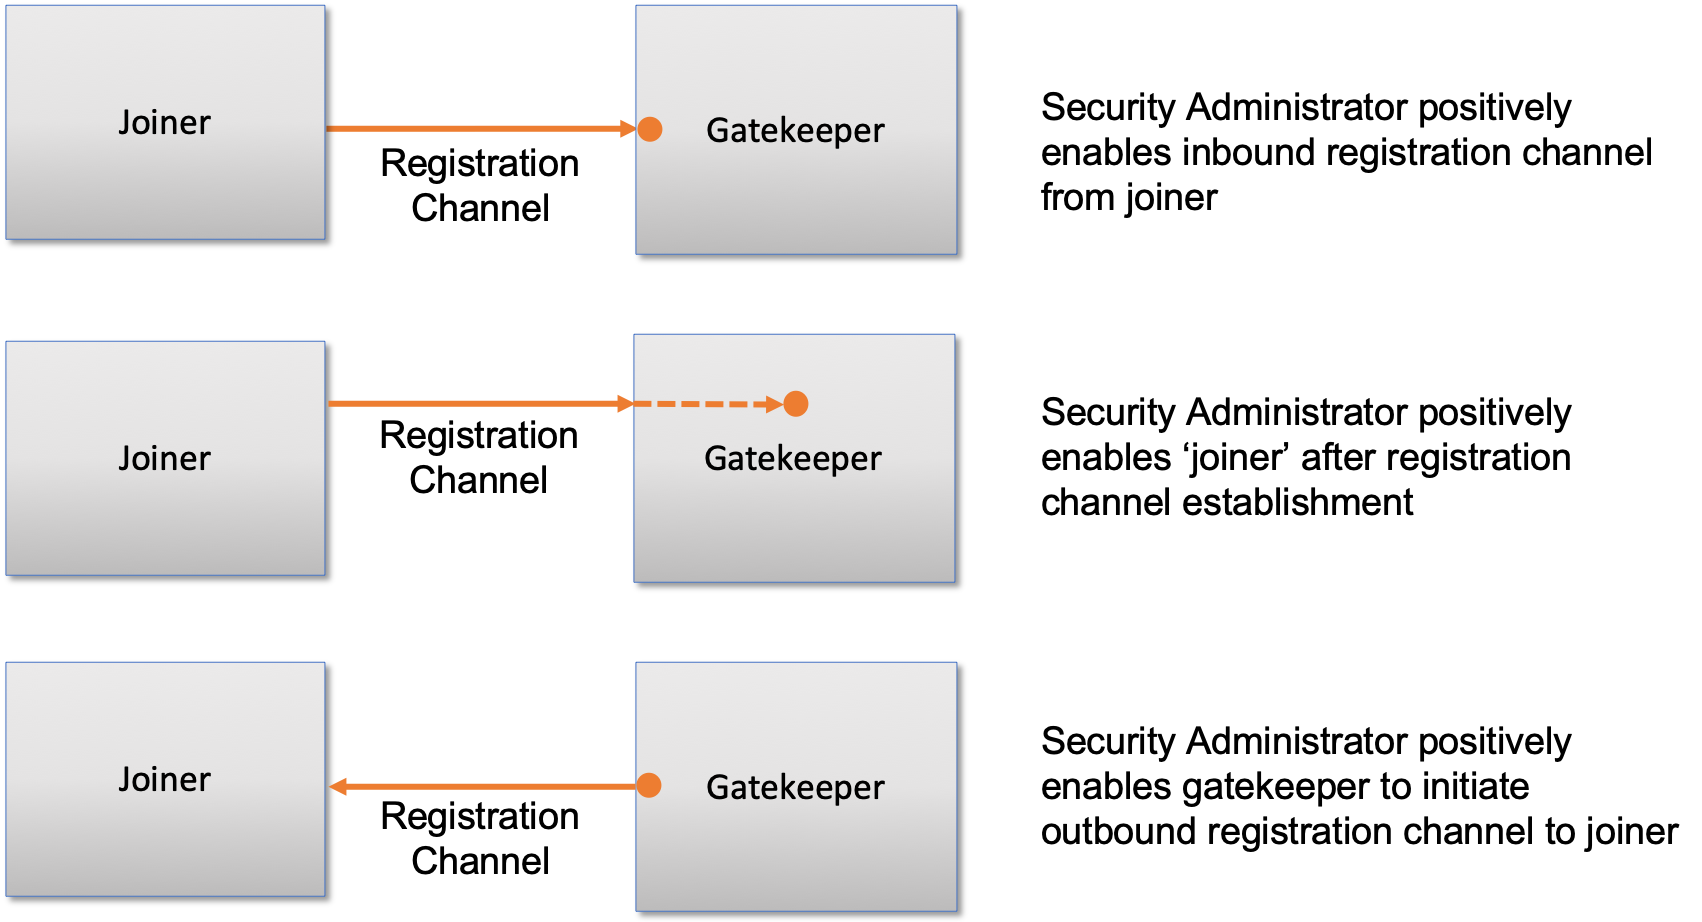 Joiner
Registration
Channel
Gatekeeper
Security Administrator positively
enables inbound registration channel
from joiner
Joiner
Registration
Channel
Gatekeeper
Security Administrator positively
enables ‘joiner’ after registration
channel establishment
Joiner
Registration
Channel
Gatekeeper
Security Administrator positively
enables gatekeeper to initiate
outbound registration channel to joiner